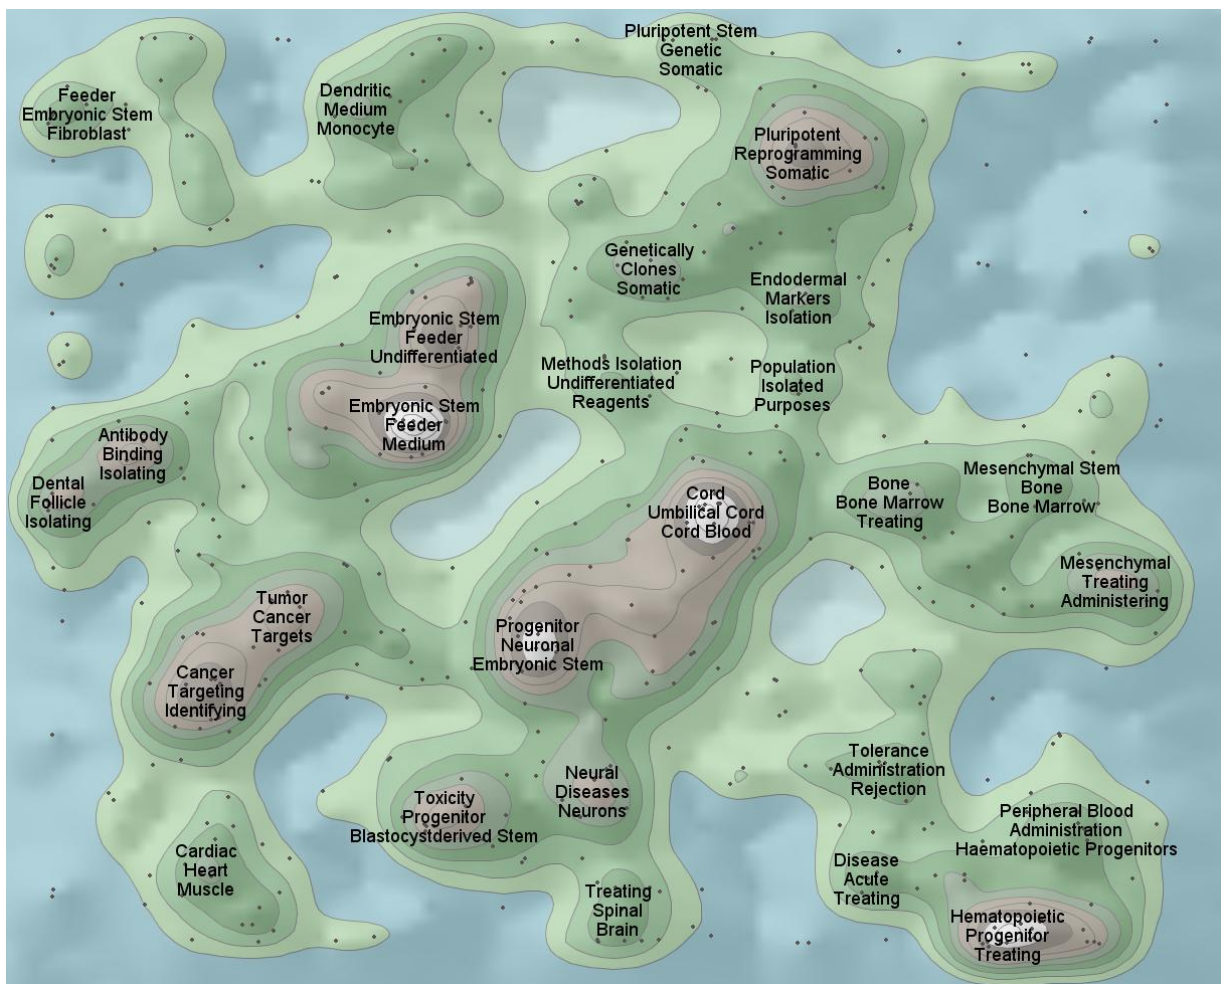 Pluripotent Stem
Genetic
Somatic
Feeder
Embryonic Stem
Fibroblast
Dendritic
Medium
Monocyte
Pluripotent
Reprogramming
Somatic
Genetically
Clones
Somatic
Endodermal
Markers
Isolation
Embryonic Stem
Feeder
Undifferentiated
Methods Isolation
Undifferentiated
Reagents
Population
Isolated
Purposes
Embryonic Stem
Feeder
Medium
Antibody
Binding
Isolating
Dental
Follicle
Isolating
Cord
Umbilical Cord
Cord Blood
Bone
Bone Marrow
Treating
Mesenchymal Stem
Bone
Bone Marrow
Mesenchymal
Treating
Administering
Tumor
Cancer
Targets
Progenitor
Neuronal
Embryonic Stem
Cancer
Targeting
Identifying
Tolerance
Administration
Rejection
Neural
Diseases
Neurons
Toxicity
Progenitor
Blastocystderived Stem
Peripheral Blood
Administration
Haematopoietic Progenitors
Cardiac
Heart
Muscle
Disease
Acute
Treating
Treating
Spinal
Brain
Hematopoietic
Progenitor
Treating